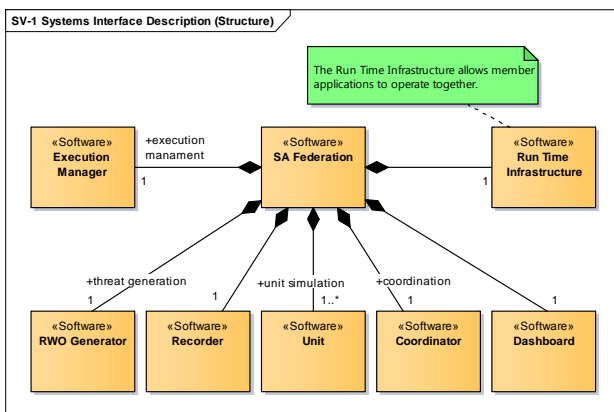 SV-1 Systems Interface Description (Structure)
The Run Time Infrastructure allows member
applications to operate together.
«Software»
Execution
Manager
+execution
manament
1
«Software»
SA Federation
1
«Software»
Run Time
Infrastructure
+threat generation
1
1
+unit simulation
1..*
+coordination
1
1
«Software»
RWO Generator
«Software»
Recorder
«Software»
Unit
«Software»
Coordinator
«Software»
Dashboard